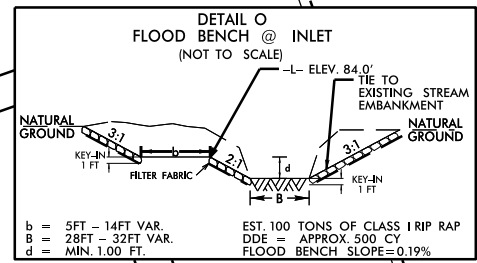 DETAIL O
FLOOD BENCH @ INLET
(NOT TO SCALE)
-L- ELEV. 84.0'
TIE TO
EXISTING STREAM
EMBANKMENT
NATURAL
GROUND
NATURAL
GROUND
3:1
b
2:1
d
3:1
KEY-IN
1 FT
FILTER FABRIC
B
KEY-IN
1 FT
b = 5FT - 14FT VAR.
B = 28FT - 32FT VAR.
d = MIN. 1.00 FT.
EST. 100 TONS OF CLASS I RIP RAP
DDE = APPROX. 500 CY
FLOOD BENCH SLOPE=0.19%